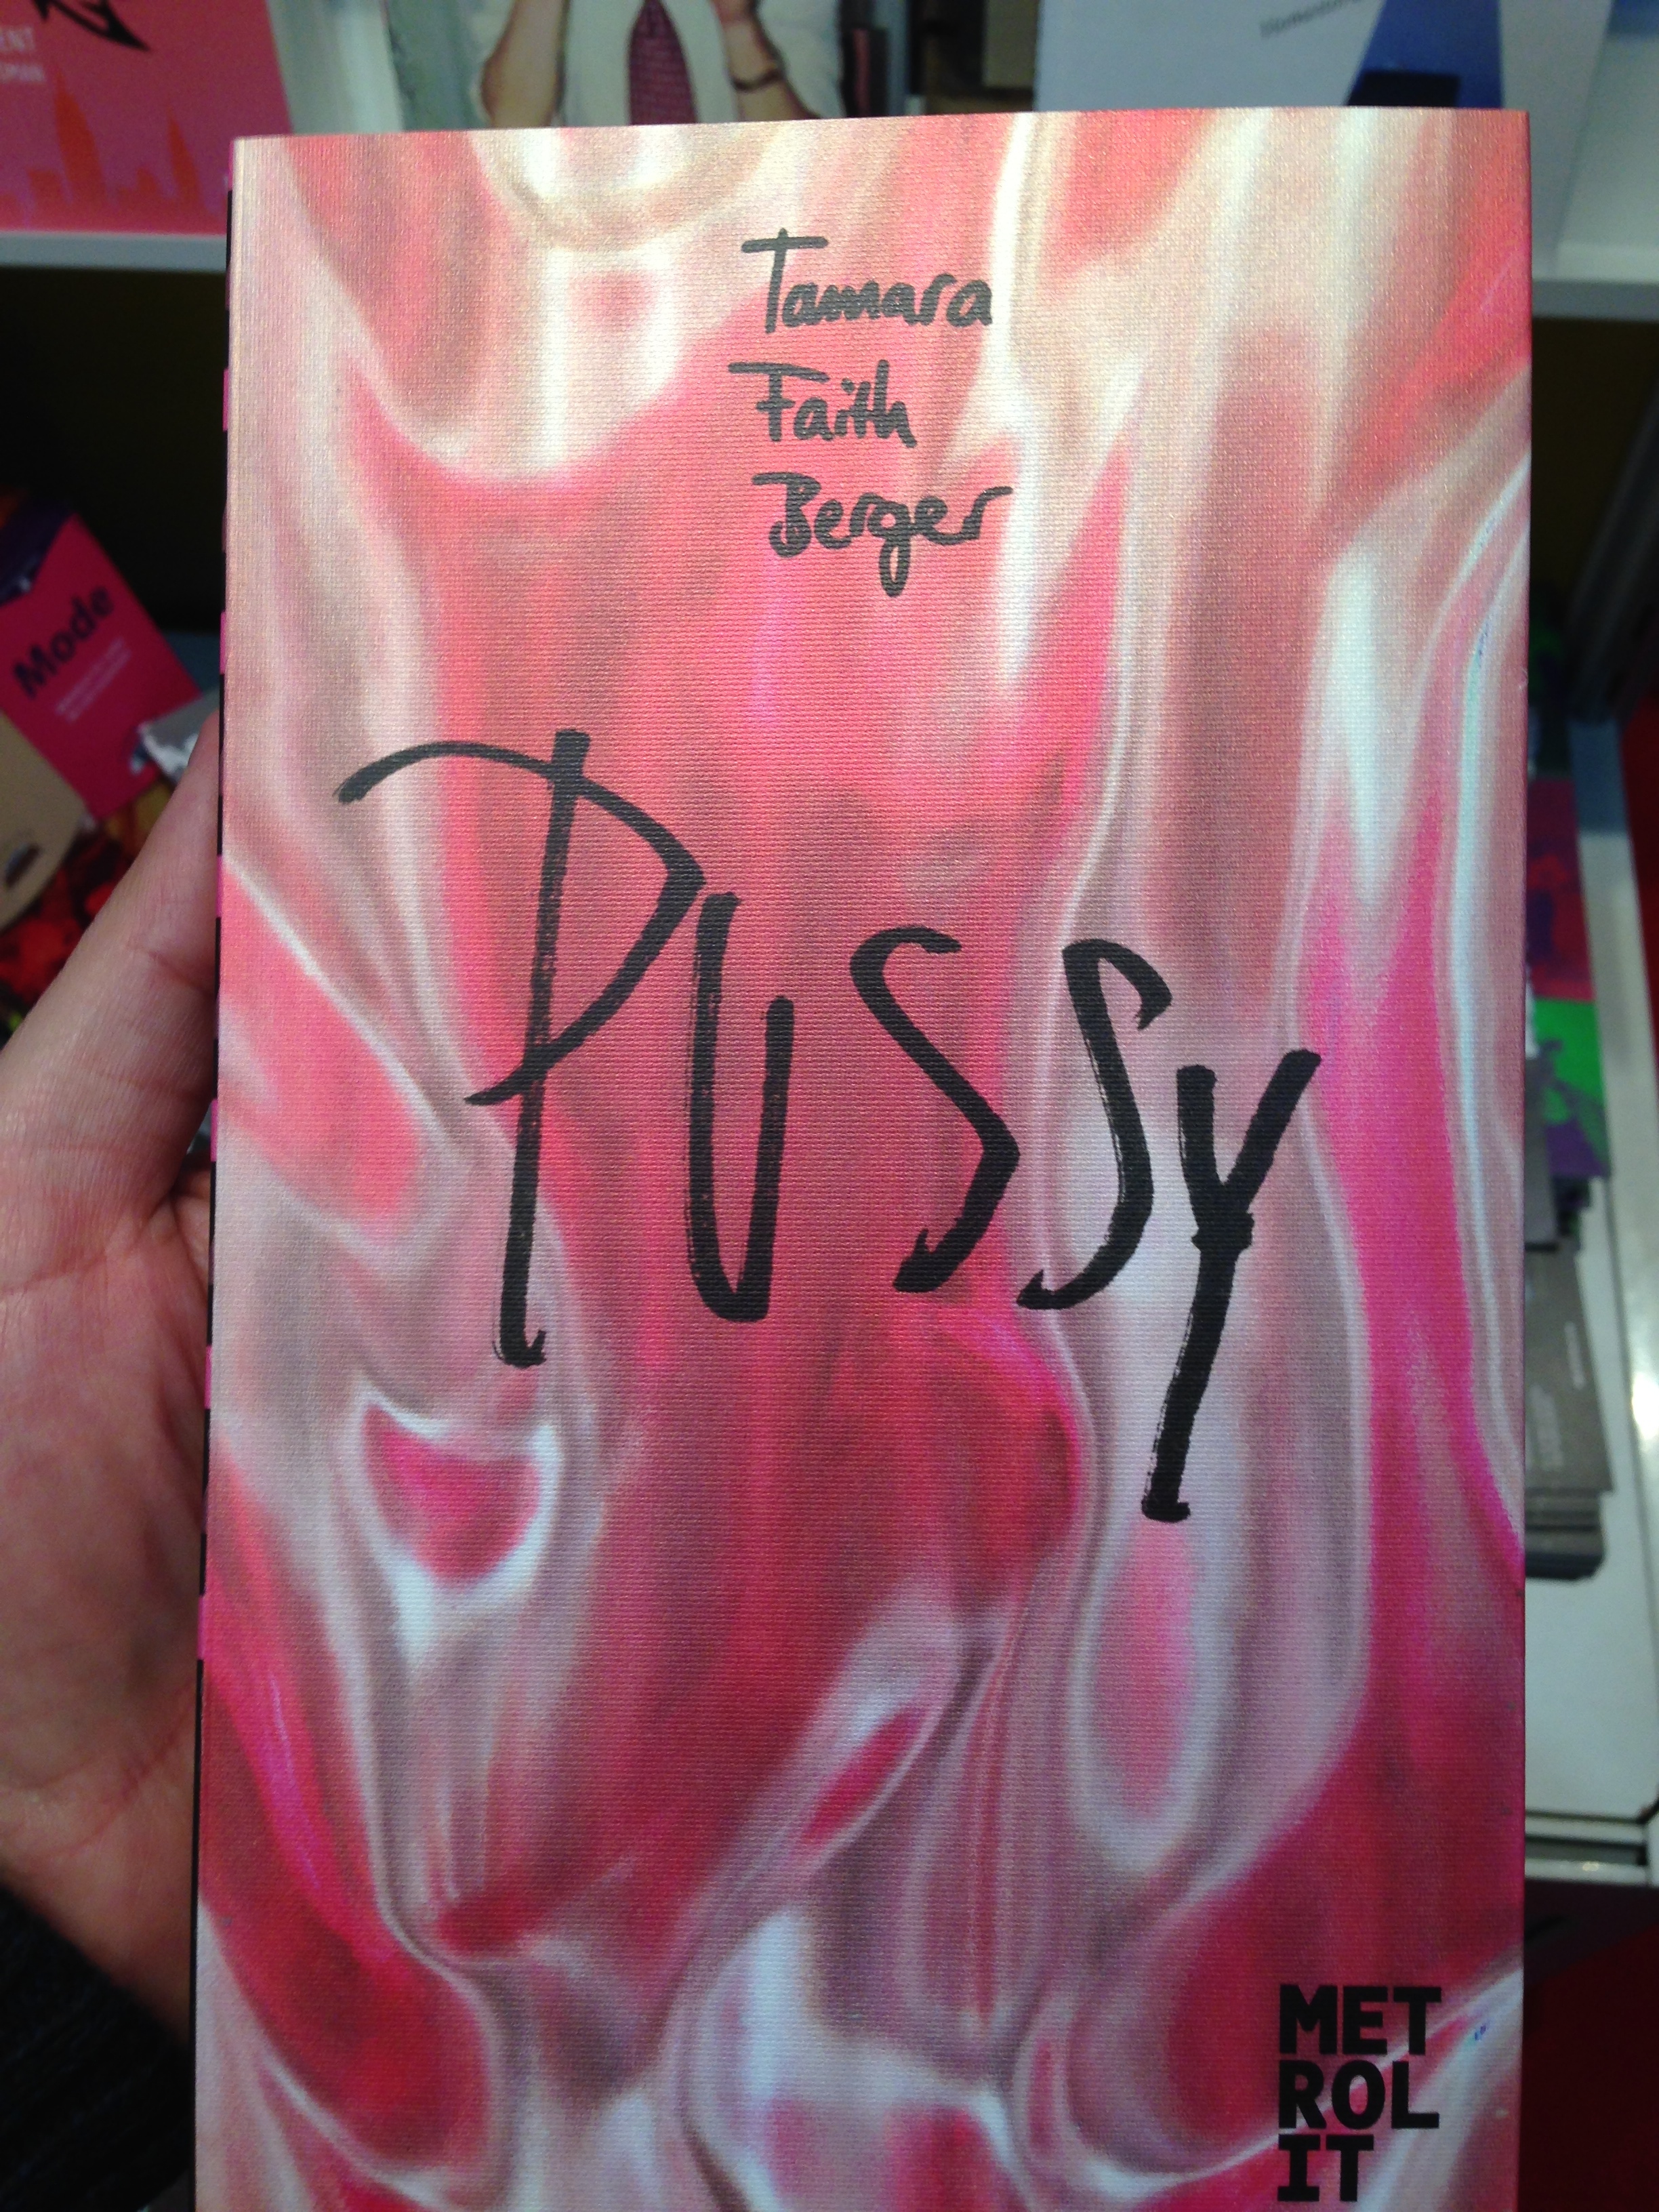 Tamara
Faith
Berger
Pussy
MET
ROL
IT
Mode